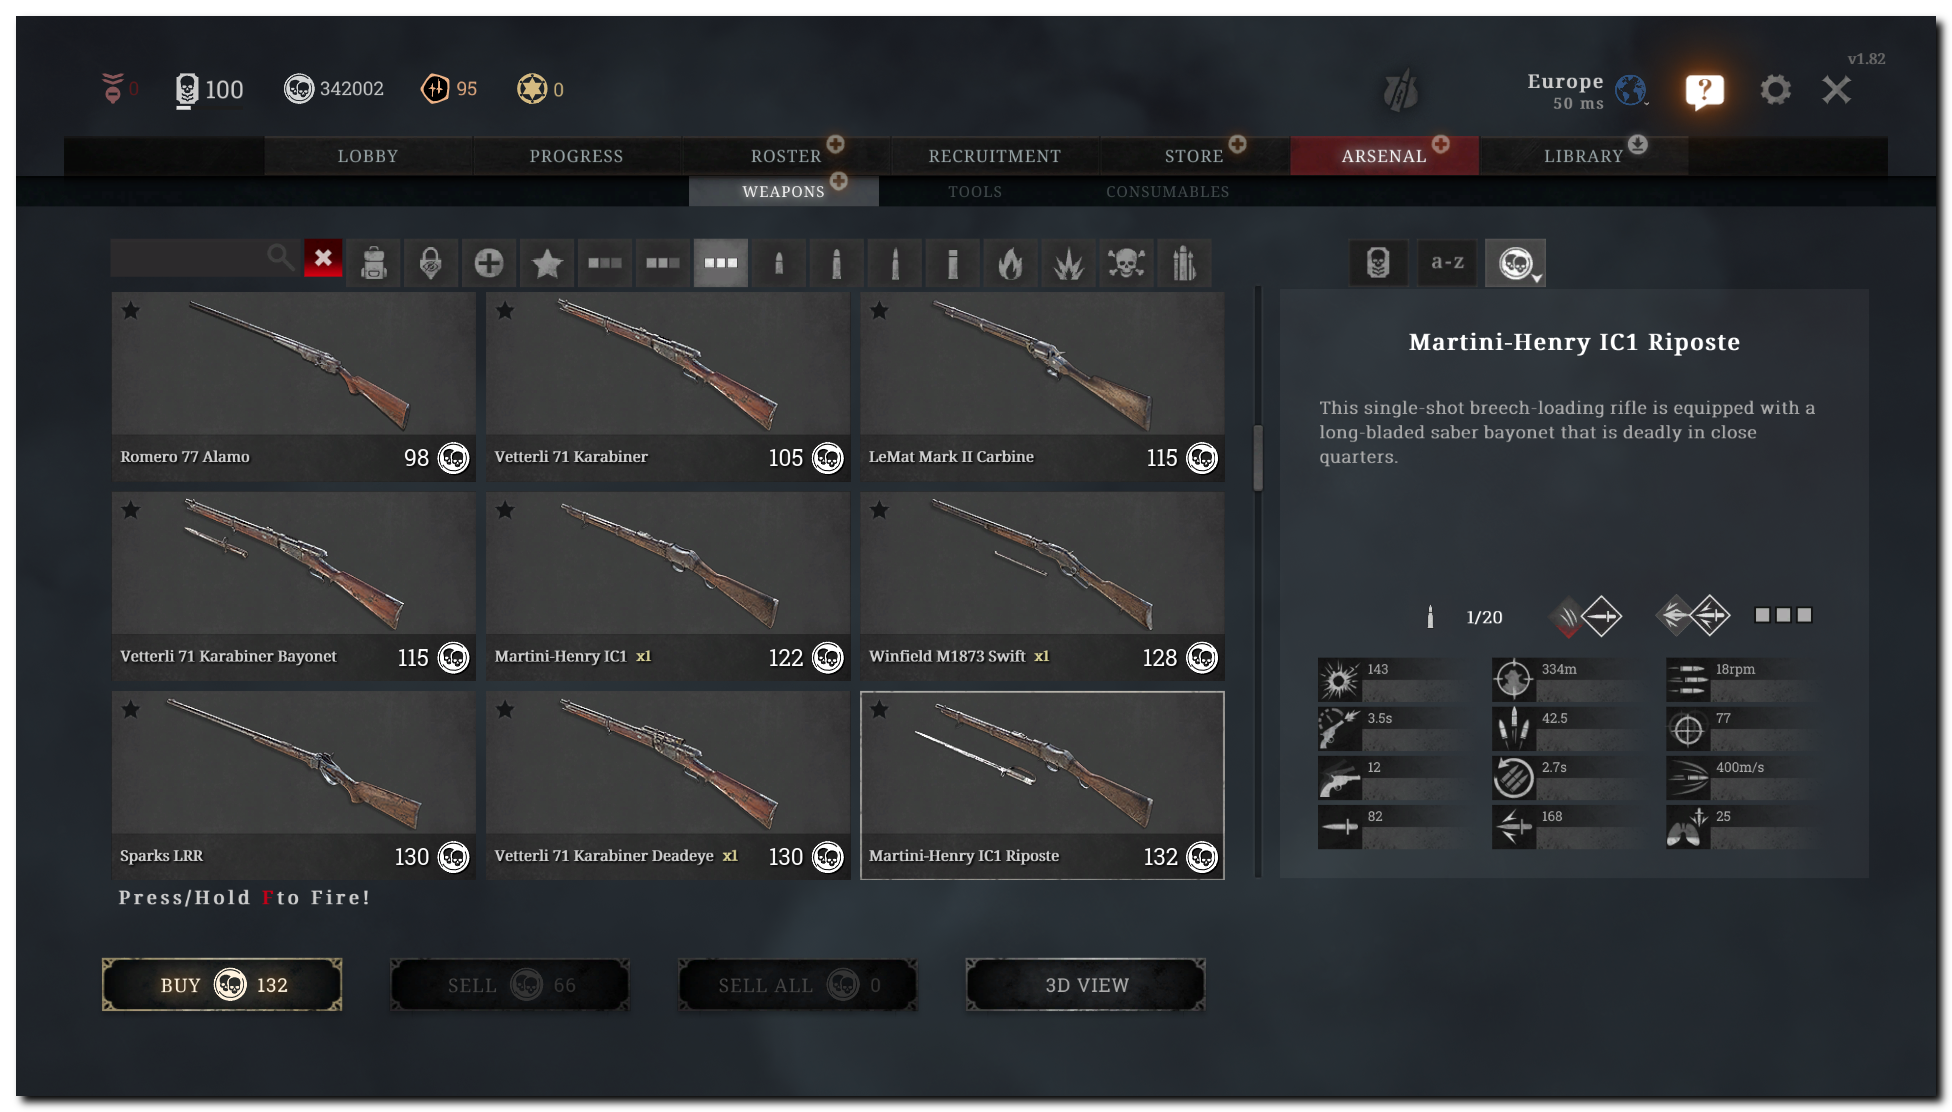 v1.82
0
100
342002
95
0
Europe
50 ms
?
LOBBY
PROGRESS
ROSTER
RECRUITMENT
STORE
ARSENAL
LIBRARY
WEAPONS
TOOLS
CONSUMABLES
a-z
Romero 77 Alamo 98
Vetterli 71 Karabiner 105
LeMat Mark II Carbine 115
Vetterli 71 Karabiner Bayonet 115
Martini-Henry IC1 x1 122
Winfield M1873 Swift x1 128
Sparks LRR 130
Vetterli 71 Karabiner Deadeye x1 130
Martini-Henry IC1 Riposte 132
Press/Hold F to Fire!
BUY 132
SELL 66
SELL ALL 0
3D VIEW
Martini-Henry IC1 Riposte
This single-shot breech-loading rifle is equipped with a
long-bladed saber bayonet that is deadly in close
quarters.
1/20
143
334m
18rpm
3.5s
42.5
77
12
2.7s
400m/s
82
168
25